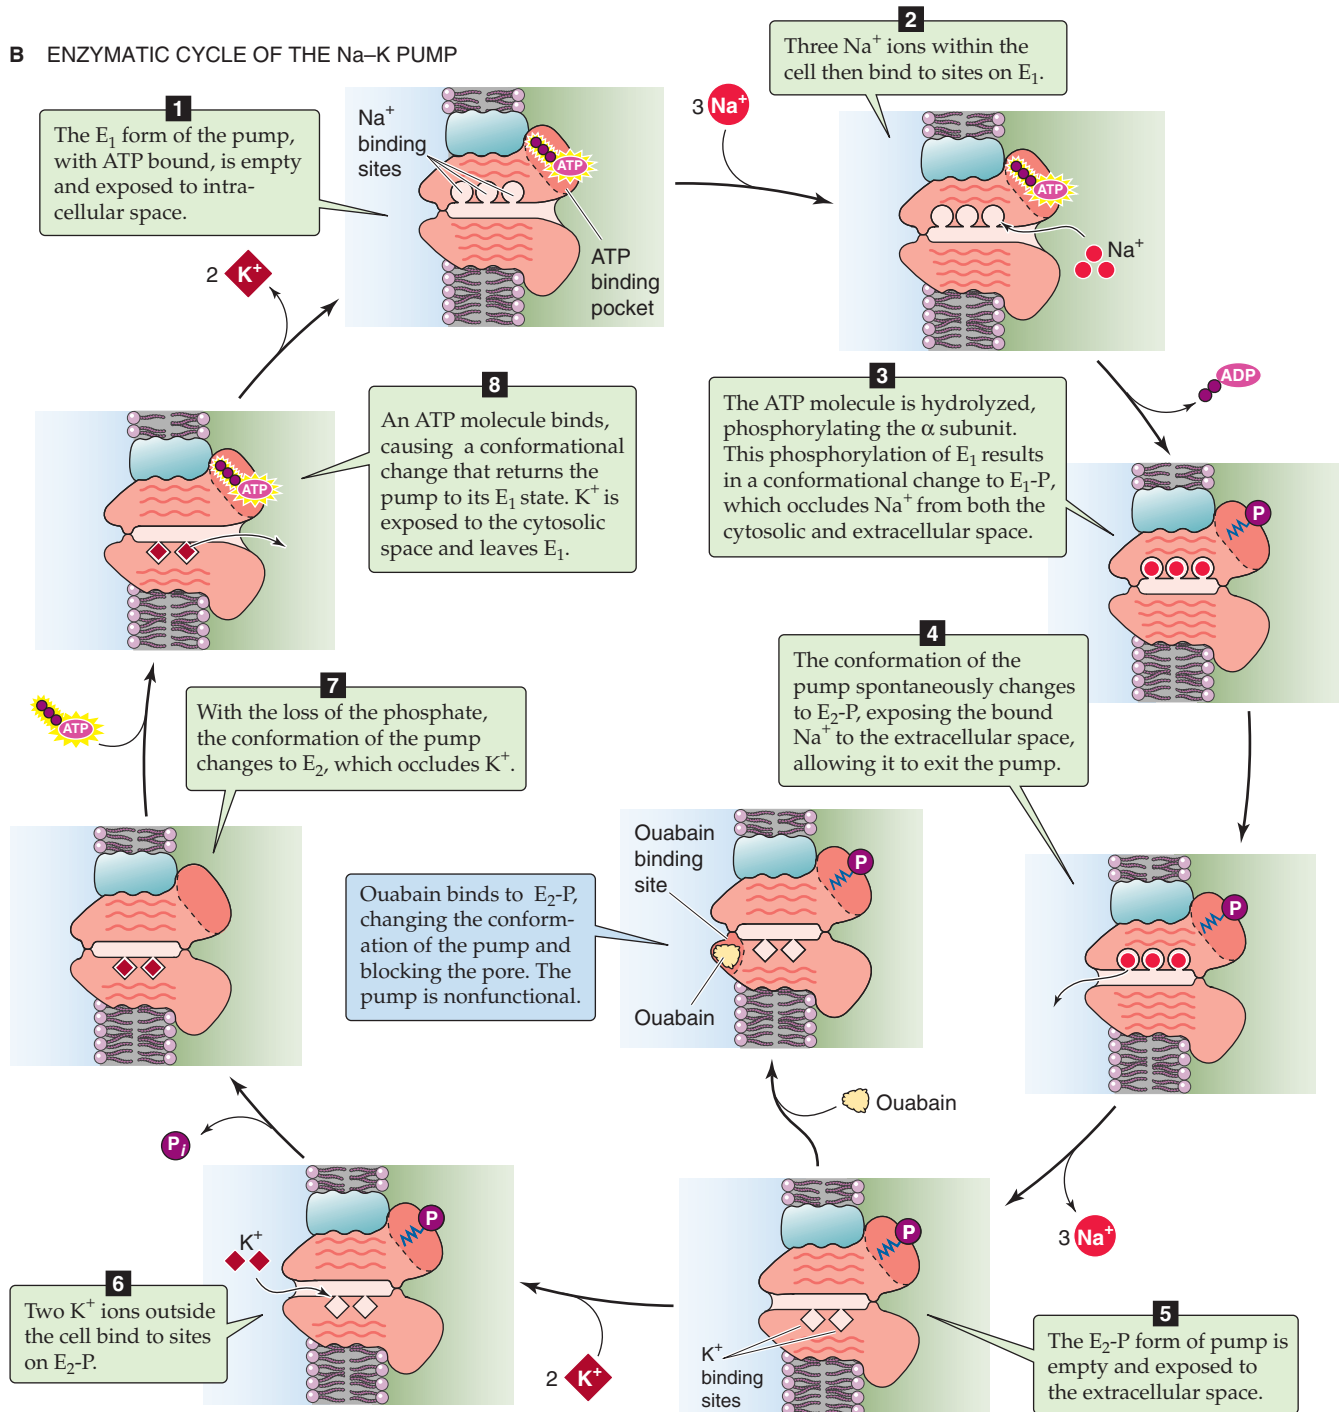 B ENZYMATIC CYCLE OF THE Na–K PUMP
1
The E₁ form of the pump,
with ATP bound, is empty
and exposed to intra-
cellular space.
Na⁺
binding
sites
ATP
ATP
binding
pocket
3 Na⁺
2
Three Na⁺ ions within the
cell then bind to sites on E₁.
ATP
Na⁺
ADP
3
The ATP molecule is hydrolyzed,
phosphorylating the α subunit.
This phosphorylation of E₁ results
in a conformational change to E₁-P,
which occludes Na⁺ from both the
cytosolic and extracellular space.
P
4
The conformation of the
pump spontaneously changes
to E₂-P, exposing the bound
Na⁺ to the extracellular space,
allowing it to exit the pump.
P
3 Na⁺
5
The E₂-P form of pump is
empty and exposed to
the extracellular space.
P
K⁺
binding
sites
Ouabain
Ouabain
binding
site
P
Ouabain
Ouabain binds to E₂-P,
changing the conform-
ation of the pump and
blocking the pore. The
pump is nonfunctional.
2 K⁺
6
Two K⁺ ions outside
the cell bind to sites
on E₂-P.
K⁺
P
Pi
7
With the loss of the phosphate,
the conformation of the pump
changes to E₂, which occludes K⁺.
ATP
8
An ATP molecule binds,
causing a conformational
change that returns the
pump to its E₁ state. K⁺ is
exposed to the cytosolic
space and leaves E₁.
ATP
2 K⁺